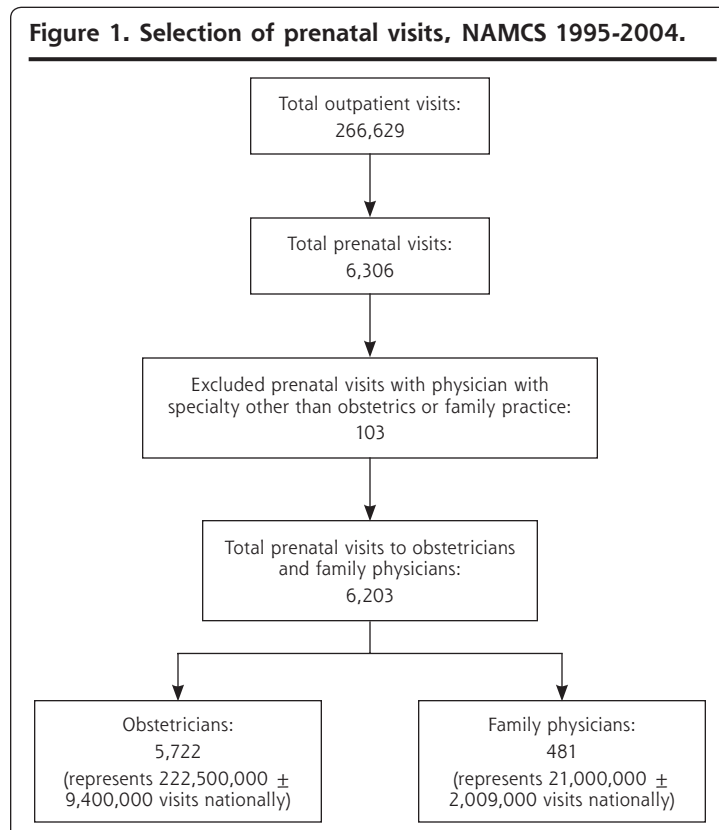 Figure 1. Selection of prenatal visits, NAMCS 1995-2004.
Total outpatient visits:
266,629
Total prenatal visits:
6,306
Excluded prenatal visits with physician with
specialty other than obstetrics or family practice:
103
Total prenatal visits to obstetricians
and family physicians:
6,203
Obstetricians:
5,722
(represents 222,500,000 ±
9,400,000 visits nationally)
Family physicians:
481
(represents 21,000,000 ±
2,009,000 visits nationally)